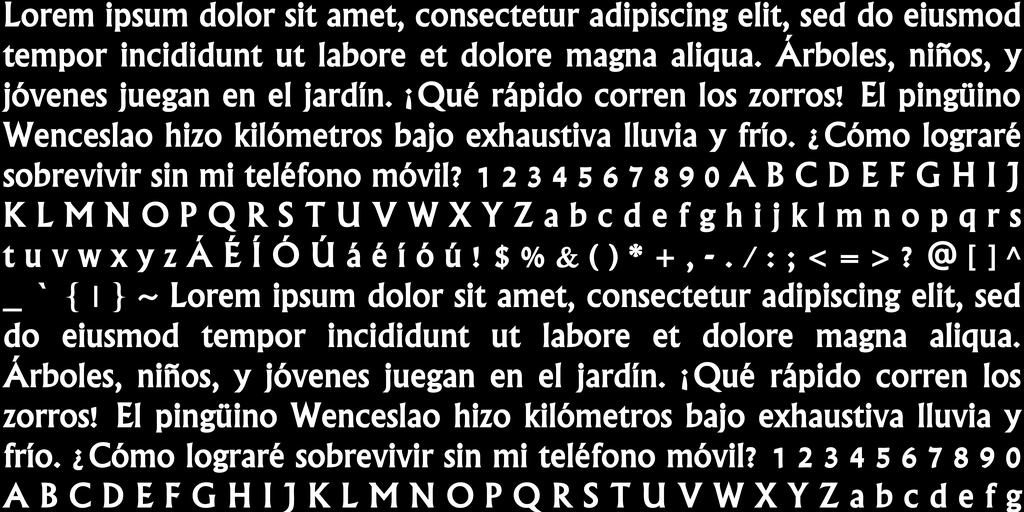 Lorem ipsum dolor sit amet, consectetur adipiscing elit, sed do eiusmod
tempor incididunt ut labore et dolore magna aliqua. Árboles, niños, y
jóvenes juegan en el jardín. ¡Qué rápido corren los zorros! El pingüino
Wenceslao hizo kilómetros bajo exhaustiva lluvia y frío. ¿Cómo lograré
sobrevivir sin mi teléfono móvil? 1 2 3 4 5 6 7 8 9 0 A B C D E F G H I J
K L M N O P Q R S T U V W X Y Z a b c d e f g h i j k l m n o p q r s
t u v w x y z Á É Í Ó Ú á é í ó ú ! $ % & ( ) * + , - . / : ; < = > ? @ [ ] ^
_ ` { | } ~ Lorem ipsum dolor sit amet, consectetur adipiscing elit, sed
do eiusmod tempor incididunt ut labore et dolore magna aliqua.
Árboles, niños, y jóvenes juegan en el jardín. ¡Qué rápido corren los
zorros! El pingüino Wenceslao hizo kilómetros bajo exhaustiva lluvia y
frío. ¿Cómo lograré sobrevivir sin mi teléfono móvil? 1 2 3 4 5 6 7 8 9 0
A B C D E F G H I J K L M N O P Q R S T U V W X Y Z a b c d e f g